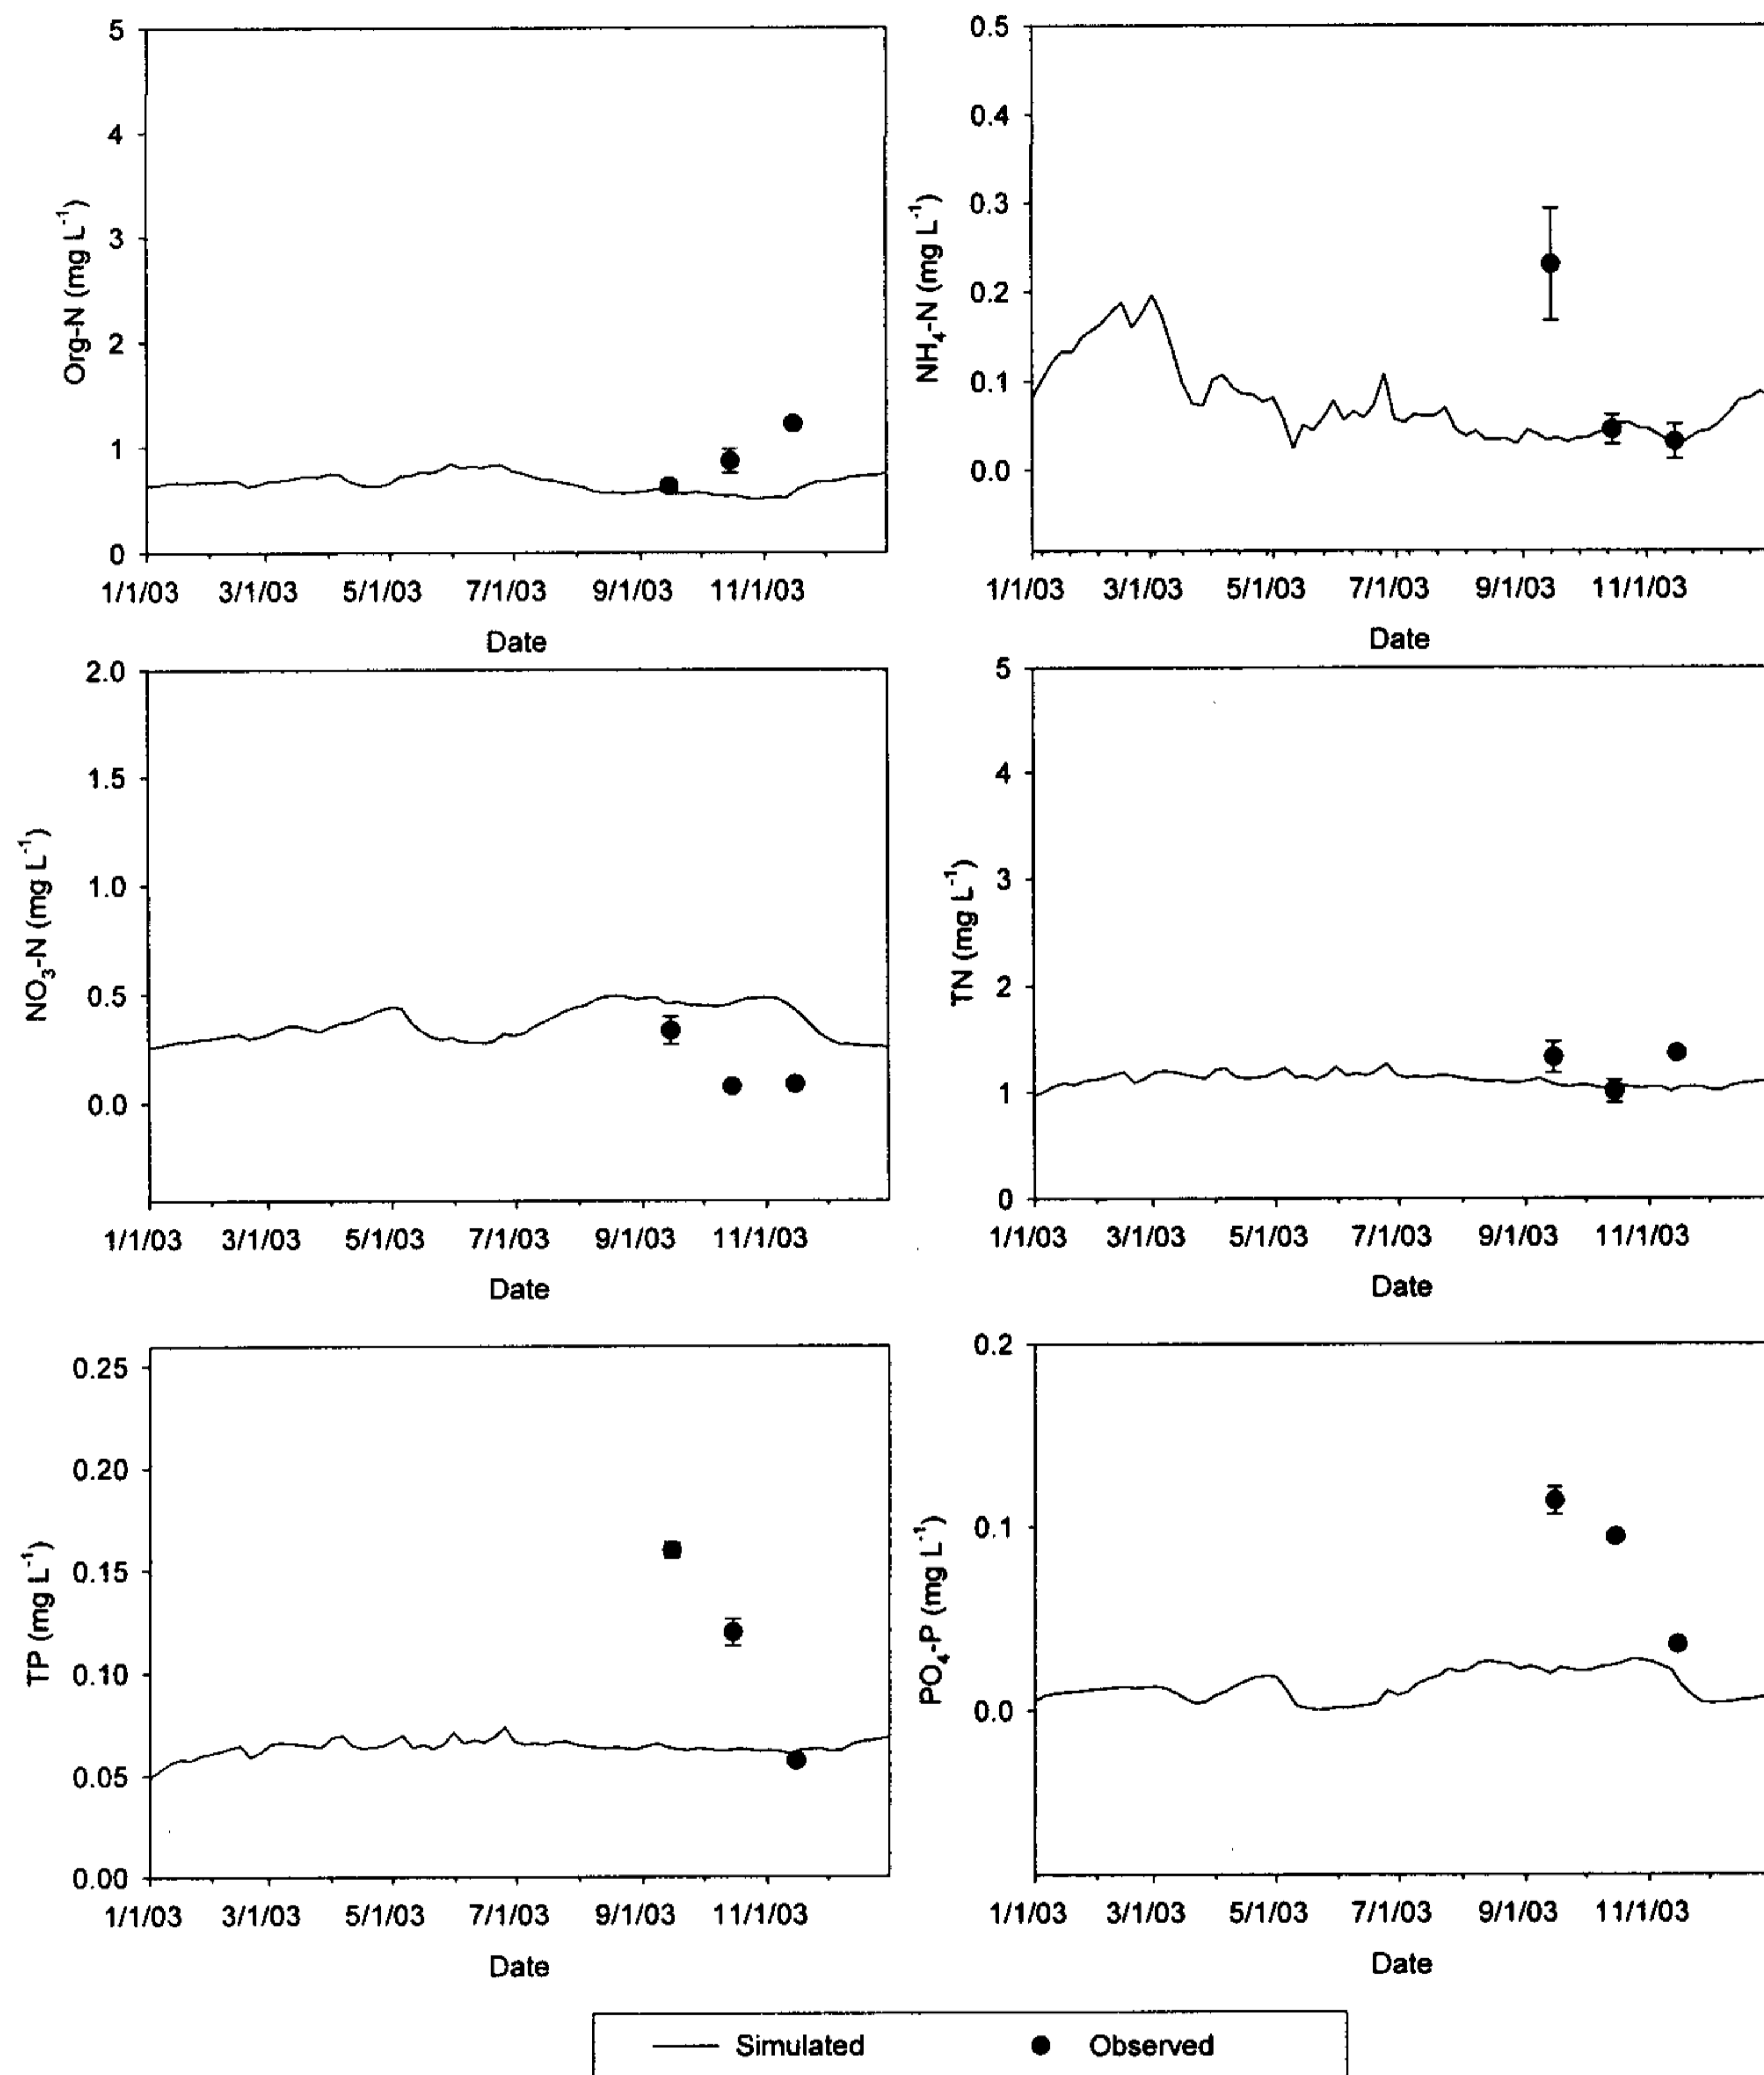 5
4
3
2
1
0
Org-N (mg L⁻¹)
1/1/03 3/1/03 5/1/03 7/1/03 9/1/03 11/1/03
Date
0.5
0.4
0.3
0.2
0.1
0.0
NH₄-N (mg L⁻¹)
1/1/03 3/1/03 5/1/03 7/1/03 9/1/03 11/1/03
Date
2.0
1.5
1.0
0.5
0.0
NO₃-N (mg L⁻¹)
1/1/03 3/1/03 5/1/03 7/1/03 9/1/03 11/1/03
Date
5
4
3
2
1
0
TN (mg L⁻¹)
1/1/03 3/1/03 5/1/03 7/1/03 9/1/03 11/1/03
Date
0.25
0.20
0.15
0.10
0.05
0.00
TP (mg L⁻¹)
1/1/03 3/1/03 5/1/03 7/1/03 9/1/03 11/1/03
Date
0.2
0.1
0.0
PO₄-P (mg L⁻¹)
1/1/03 3/1/03 5/1/03 7/1/03 9/1/03 11/1/03
Date
Simulated Observed